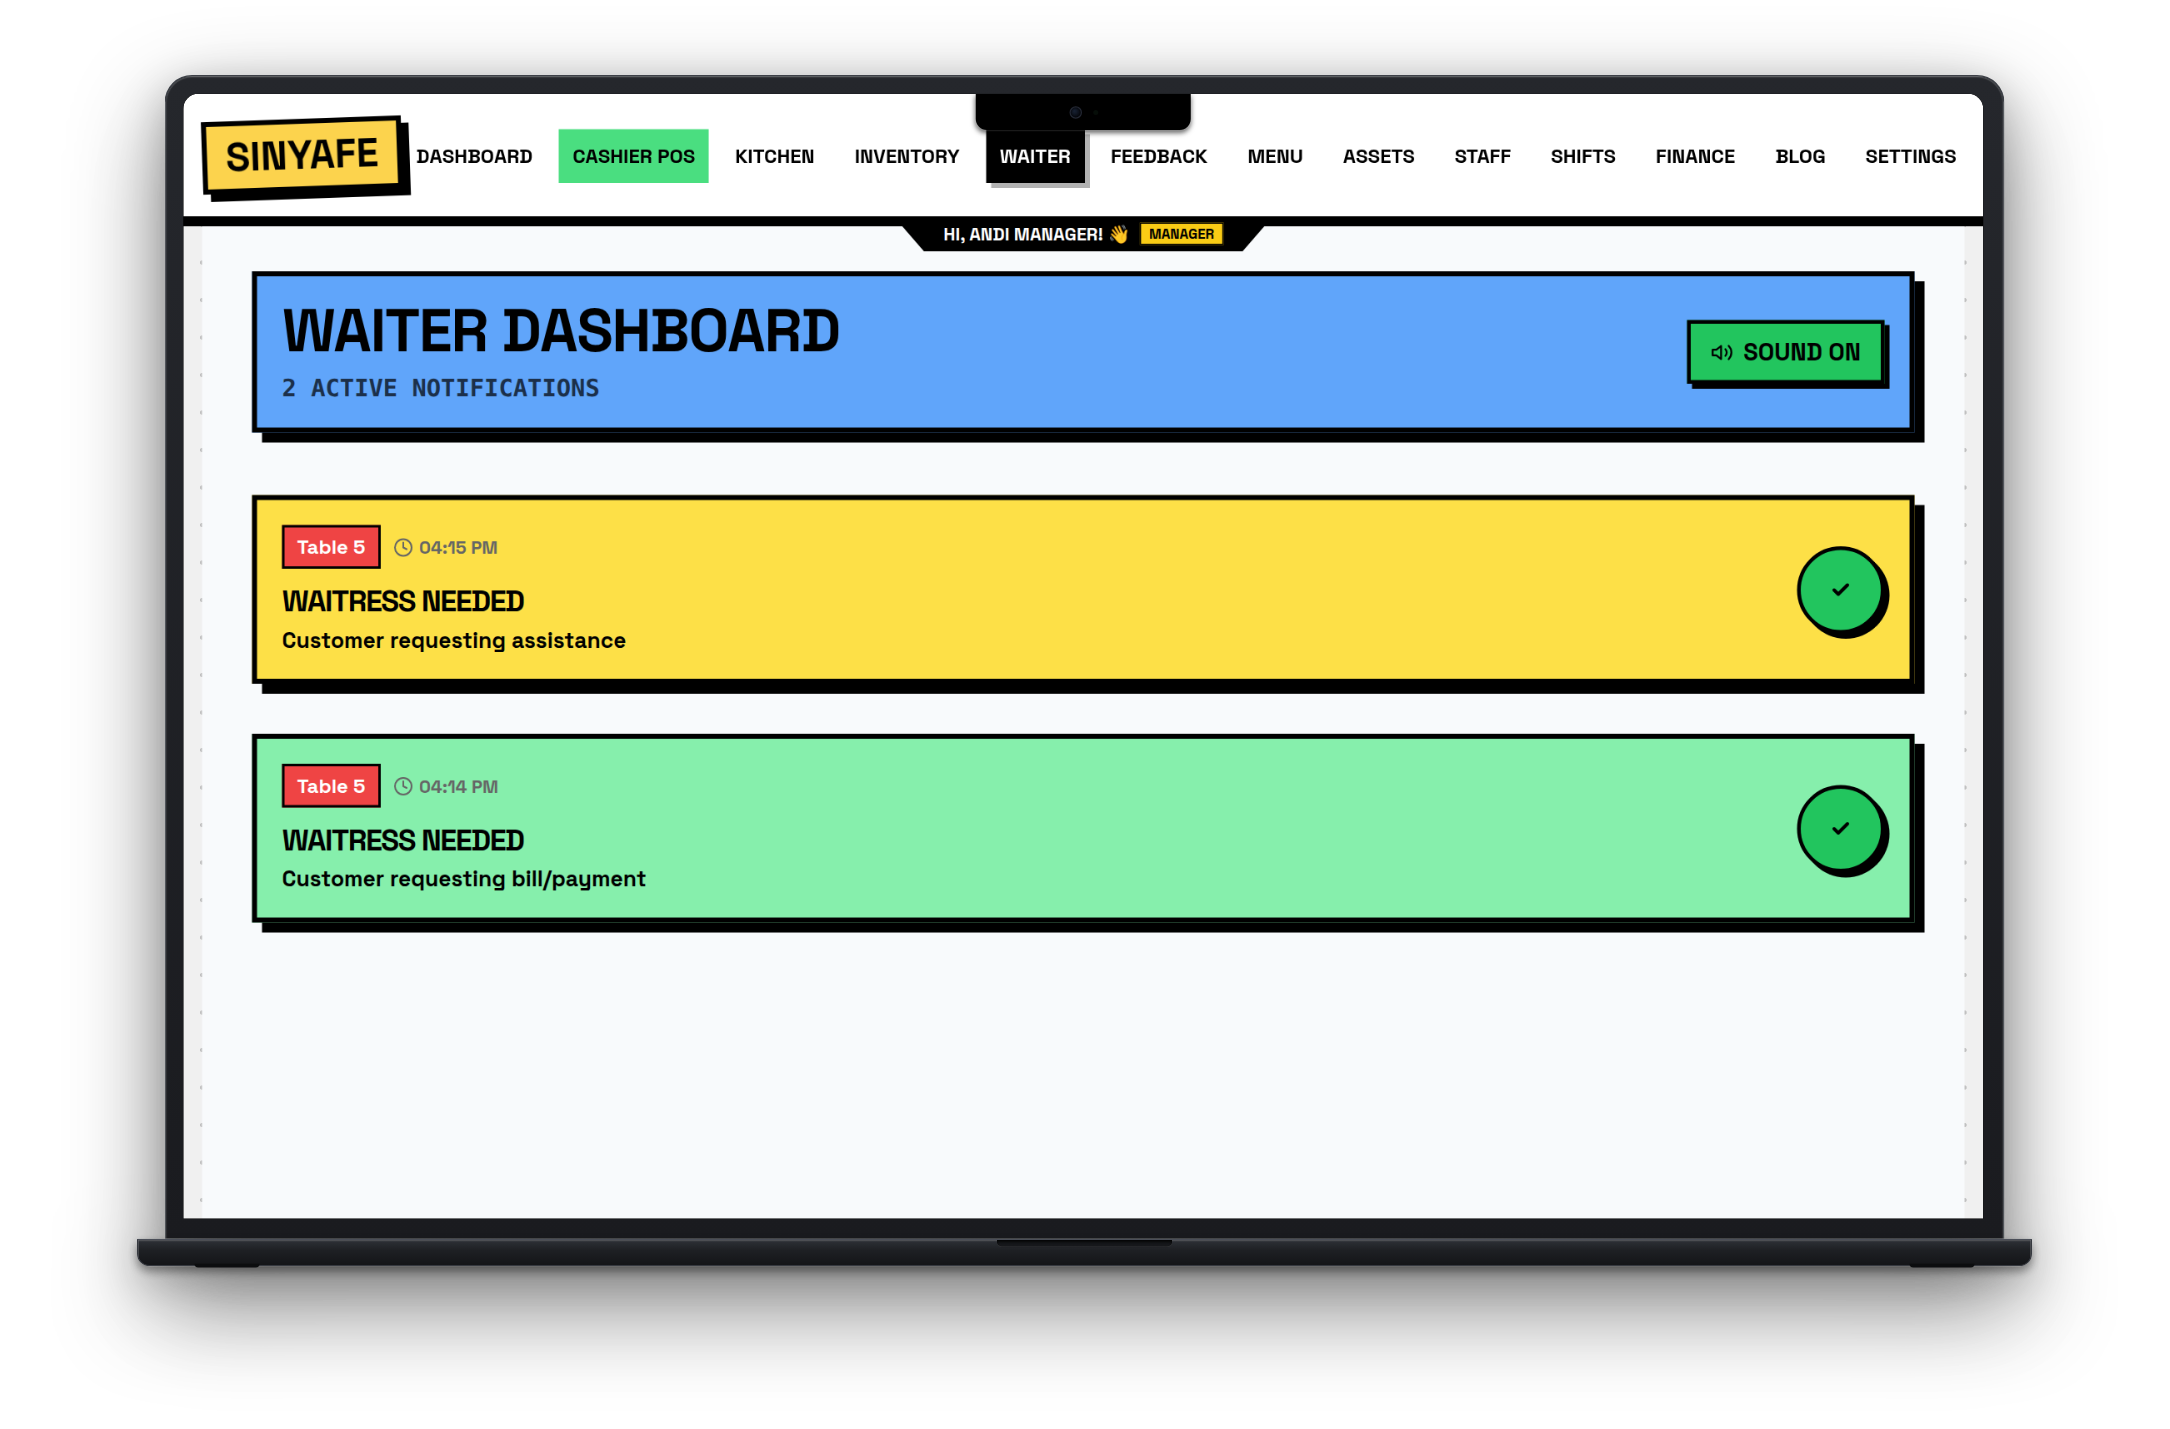 SINYAFE
DASHBOARD CASHIER POS KITCHEN INVENTORY WAITER FEEDBACK MENU ASSETS STAFF SHIFTS FINANCE BLOG SETTINGS
HI, ANDI MANAGER! 👋 MANAGER
WAITER DASHBOARD
2 ACTIVE NOTIFICATIONS
SOUND ON
Table 5 04:15 PM
WAITRESS NEEDED
Customer requesting assistance
Table 5 04:14 PM
WAITRESS NEEDED
Customer requesting bill/payment